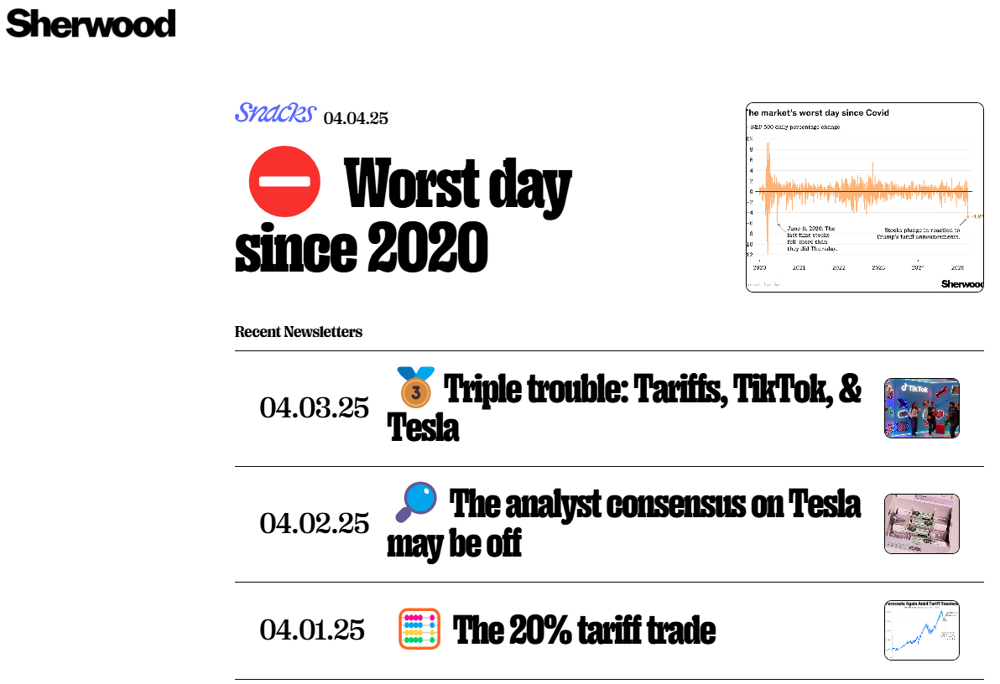 Sherwood
Snacks 04.04.25
Worst day
since 2020
he market's worst day since Covid
S&P 500 daily percentage change
0%
8
6
4
2
0
−2
−4
−6
8
10
12
-4.8%
June 11, 2020: The
last time stocks
fell more than
they did Thursday.
Stocks plunge in reaction to
Trump's tariff announcements.
2020 2021 2022 2023 2024 2025
Sherwood
Recent Newsletters
04.03.25
3 Triple trouble: Tariffs, TikTok, &
Tesla
TikTok
04.02.25
The analyst consensus on Tesla
may be off
04.01.25
The 20% tariff trade
orecasts Again Amid Tariff Tensions